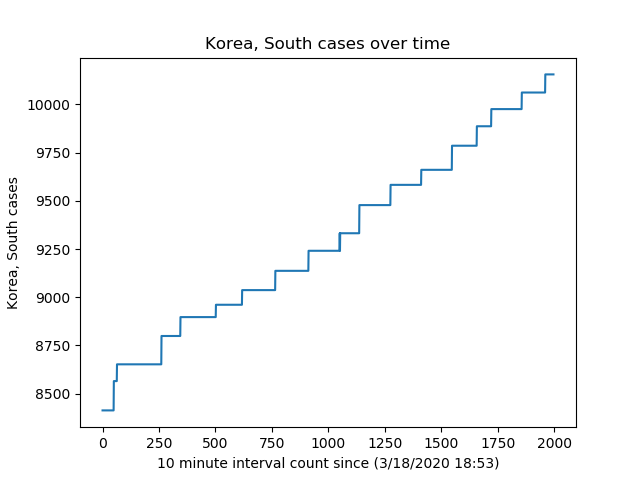 Korea, South cases over time
10000
9750
9500
9250
9000
8750
8500
Korea, South cases
0 250 500 750 1000 1250 1500 1750 2000
10 minute interval count since (3/18/2020 18:53)